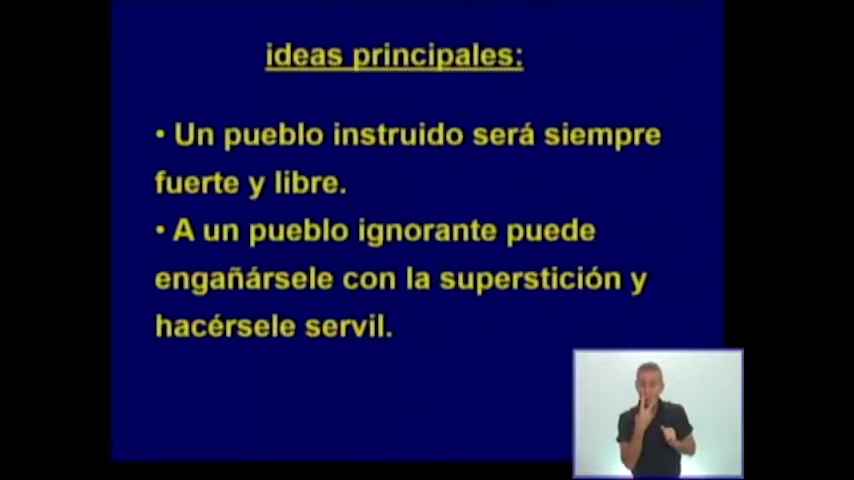 ideas principales:
• Un pueblo instruido será siempre
fuerte y libre.
• A un pueblo ignorante puede
engañársele con la superstición y
hacérsele servil.